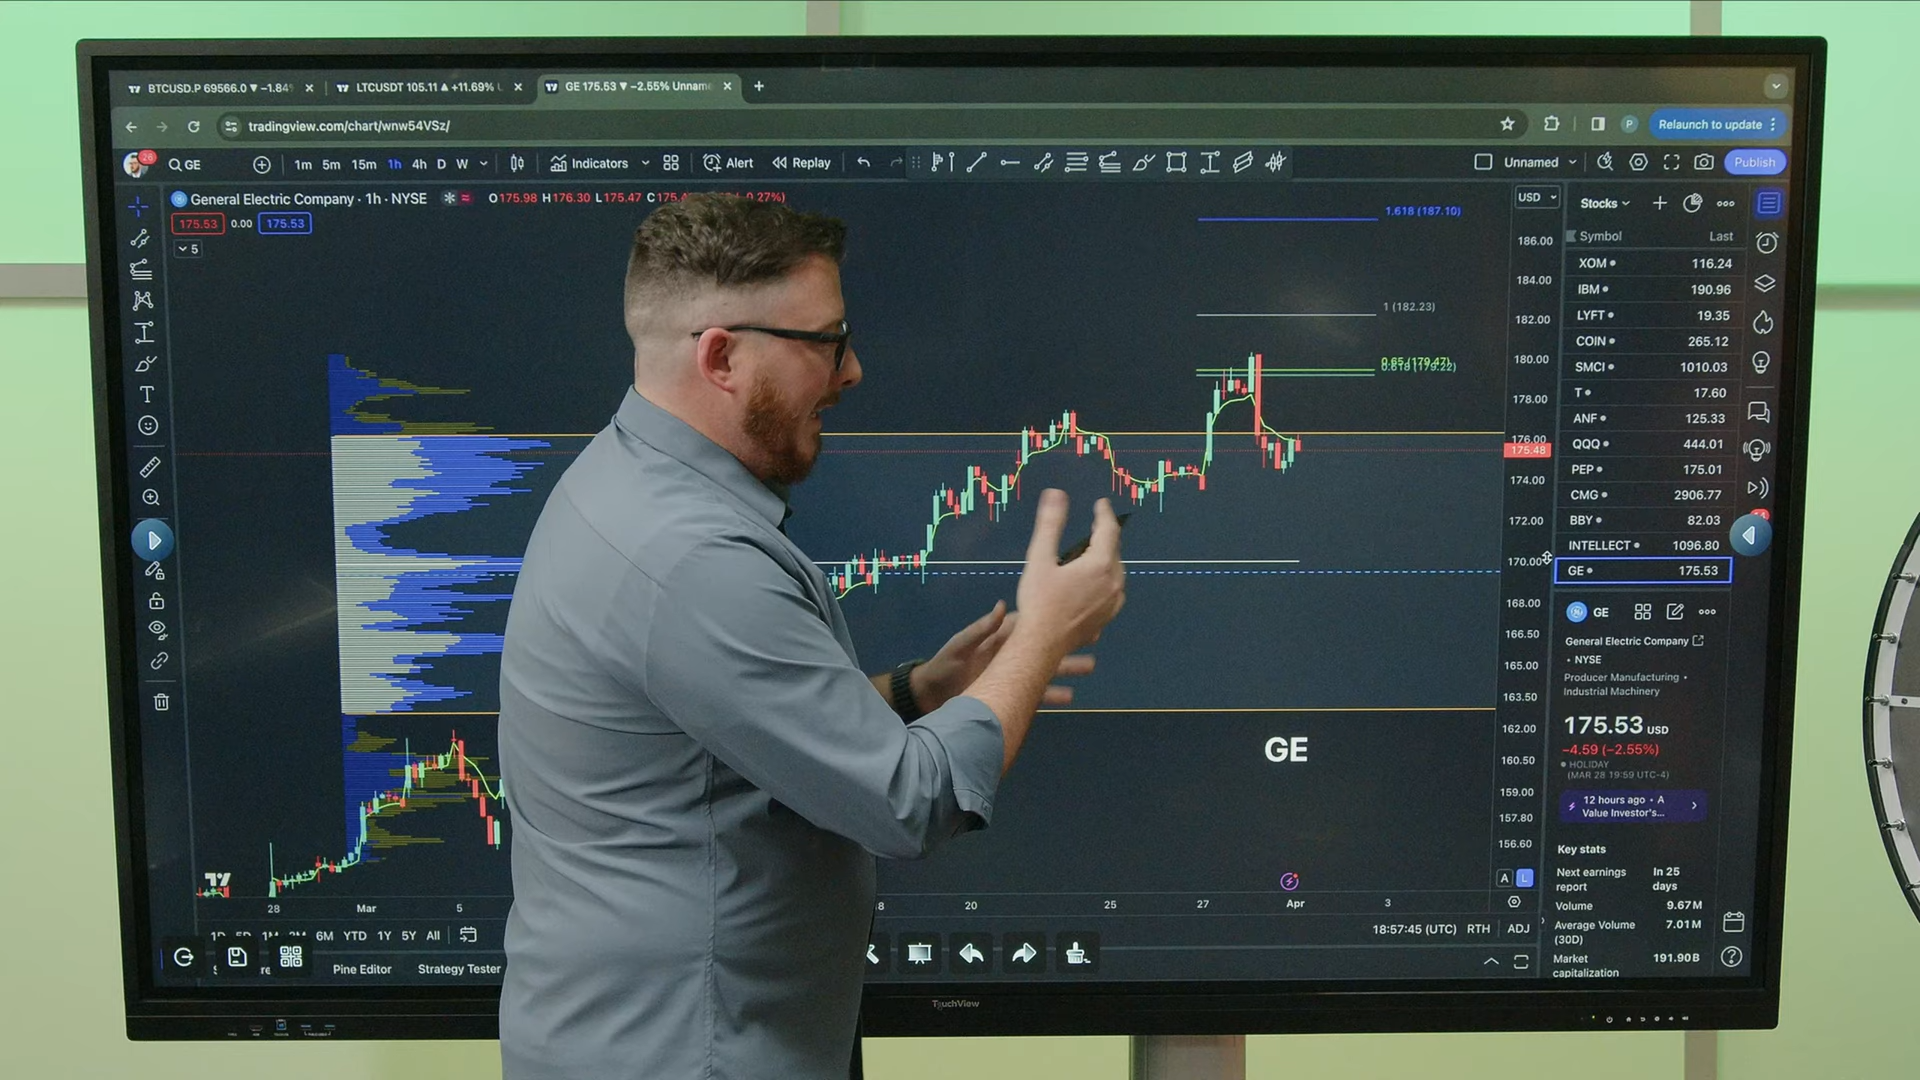 BTCUSD.P 69566.0 ▼ −1.84%
LTCUSDT 105.11 ▲ +11.69%
GE 175.53 ▼ −2.55% Unnam
tradingview.com/chart/wnw54VSz/
P
Relaunch to update
26
GE
1m 5m 15m 1h 4h D W
Indicators
Alert
Replay
Unnamed
Publish
General Electric Company · 1h · NYSE
O175.98 H176.30 L175.47
175.53 0.00 175.53
5
1.618 (187.10)
1 (182.23)
0.65 (179.47)
0.618 (179.22)
USD
186.00
184.00
182.00
180.00
178.00
176.00
175.48
174.00
172.00
170.00
168.00
166.50
165.00
163.50
162.00
160.50
159.00
157.80
156.60
A L
Stocks
Symbol Last
XOM 116.24
IBM 190.96
LYFT 19.35
COIN 265.12
SMCI 1010.03
T 17.60
ANF 125.33
QQQ 444.01
PEP 175.01
CMG 2906.77
BBY 82.03
INTELLECT 1096.80
GE 175.53
GE
General Electric Company
• NYSE
Producer Manufacturing •
Industrial Machinery
175.53 USD
−4.59 (−2.55%)
HOLIDAY
(MAR 28 19:59 UTC-4)
12 hours ago • A
Value Investor's...
Key stats
Next earnings report In 25 days
Volume 9.67M
Average Volume (30D) 7.01M
Market capitalization 191.90B
GE
28 Mar 5 20 25 27 Apr 3
6M YTD 1Y 5Y All
18:57:45 (UTC) RTH ADJ
Pine Editor Strategy Tester
TouchView